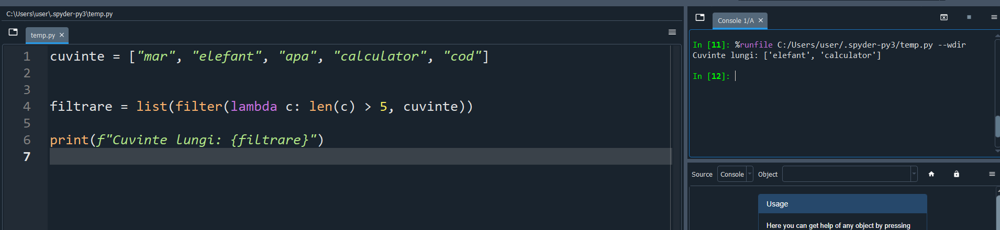 C:\Users\user\.spyder-py3\temp.py
temp.py
1 cuvinte = ["mar", "elefant", "apa", "calculator", "cod"]
2
3
4 filtrare = list(filter(lambda c: len(c) > 5, cuvinte))
5
6 print(f"Cuvinte lungi: {filtrare}")
7
Console 1/A
In [11]: %runfile C:/Users/user/.spyder-py3/temp.py --wdir
Cuvinte lungi: ['elefant', 'calculator']
In [12]:
Source Console Object
Usage
Here you can get help of any object by pressing